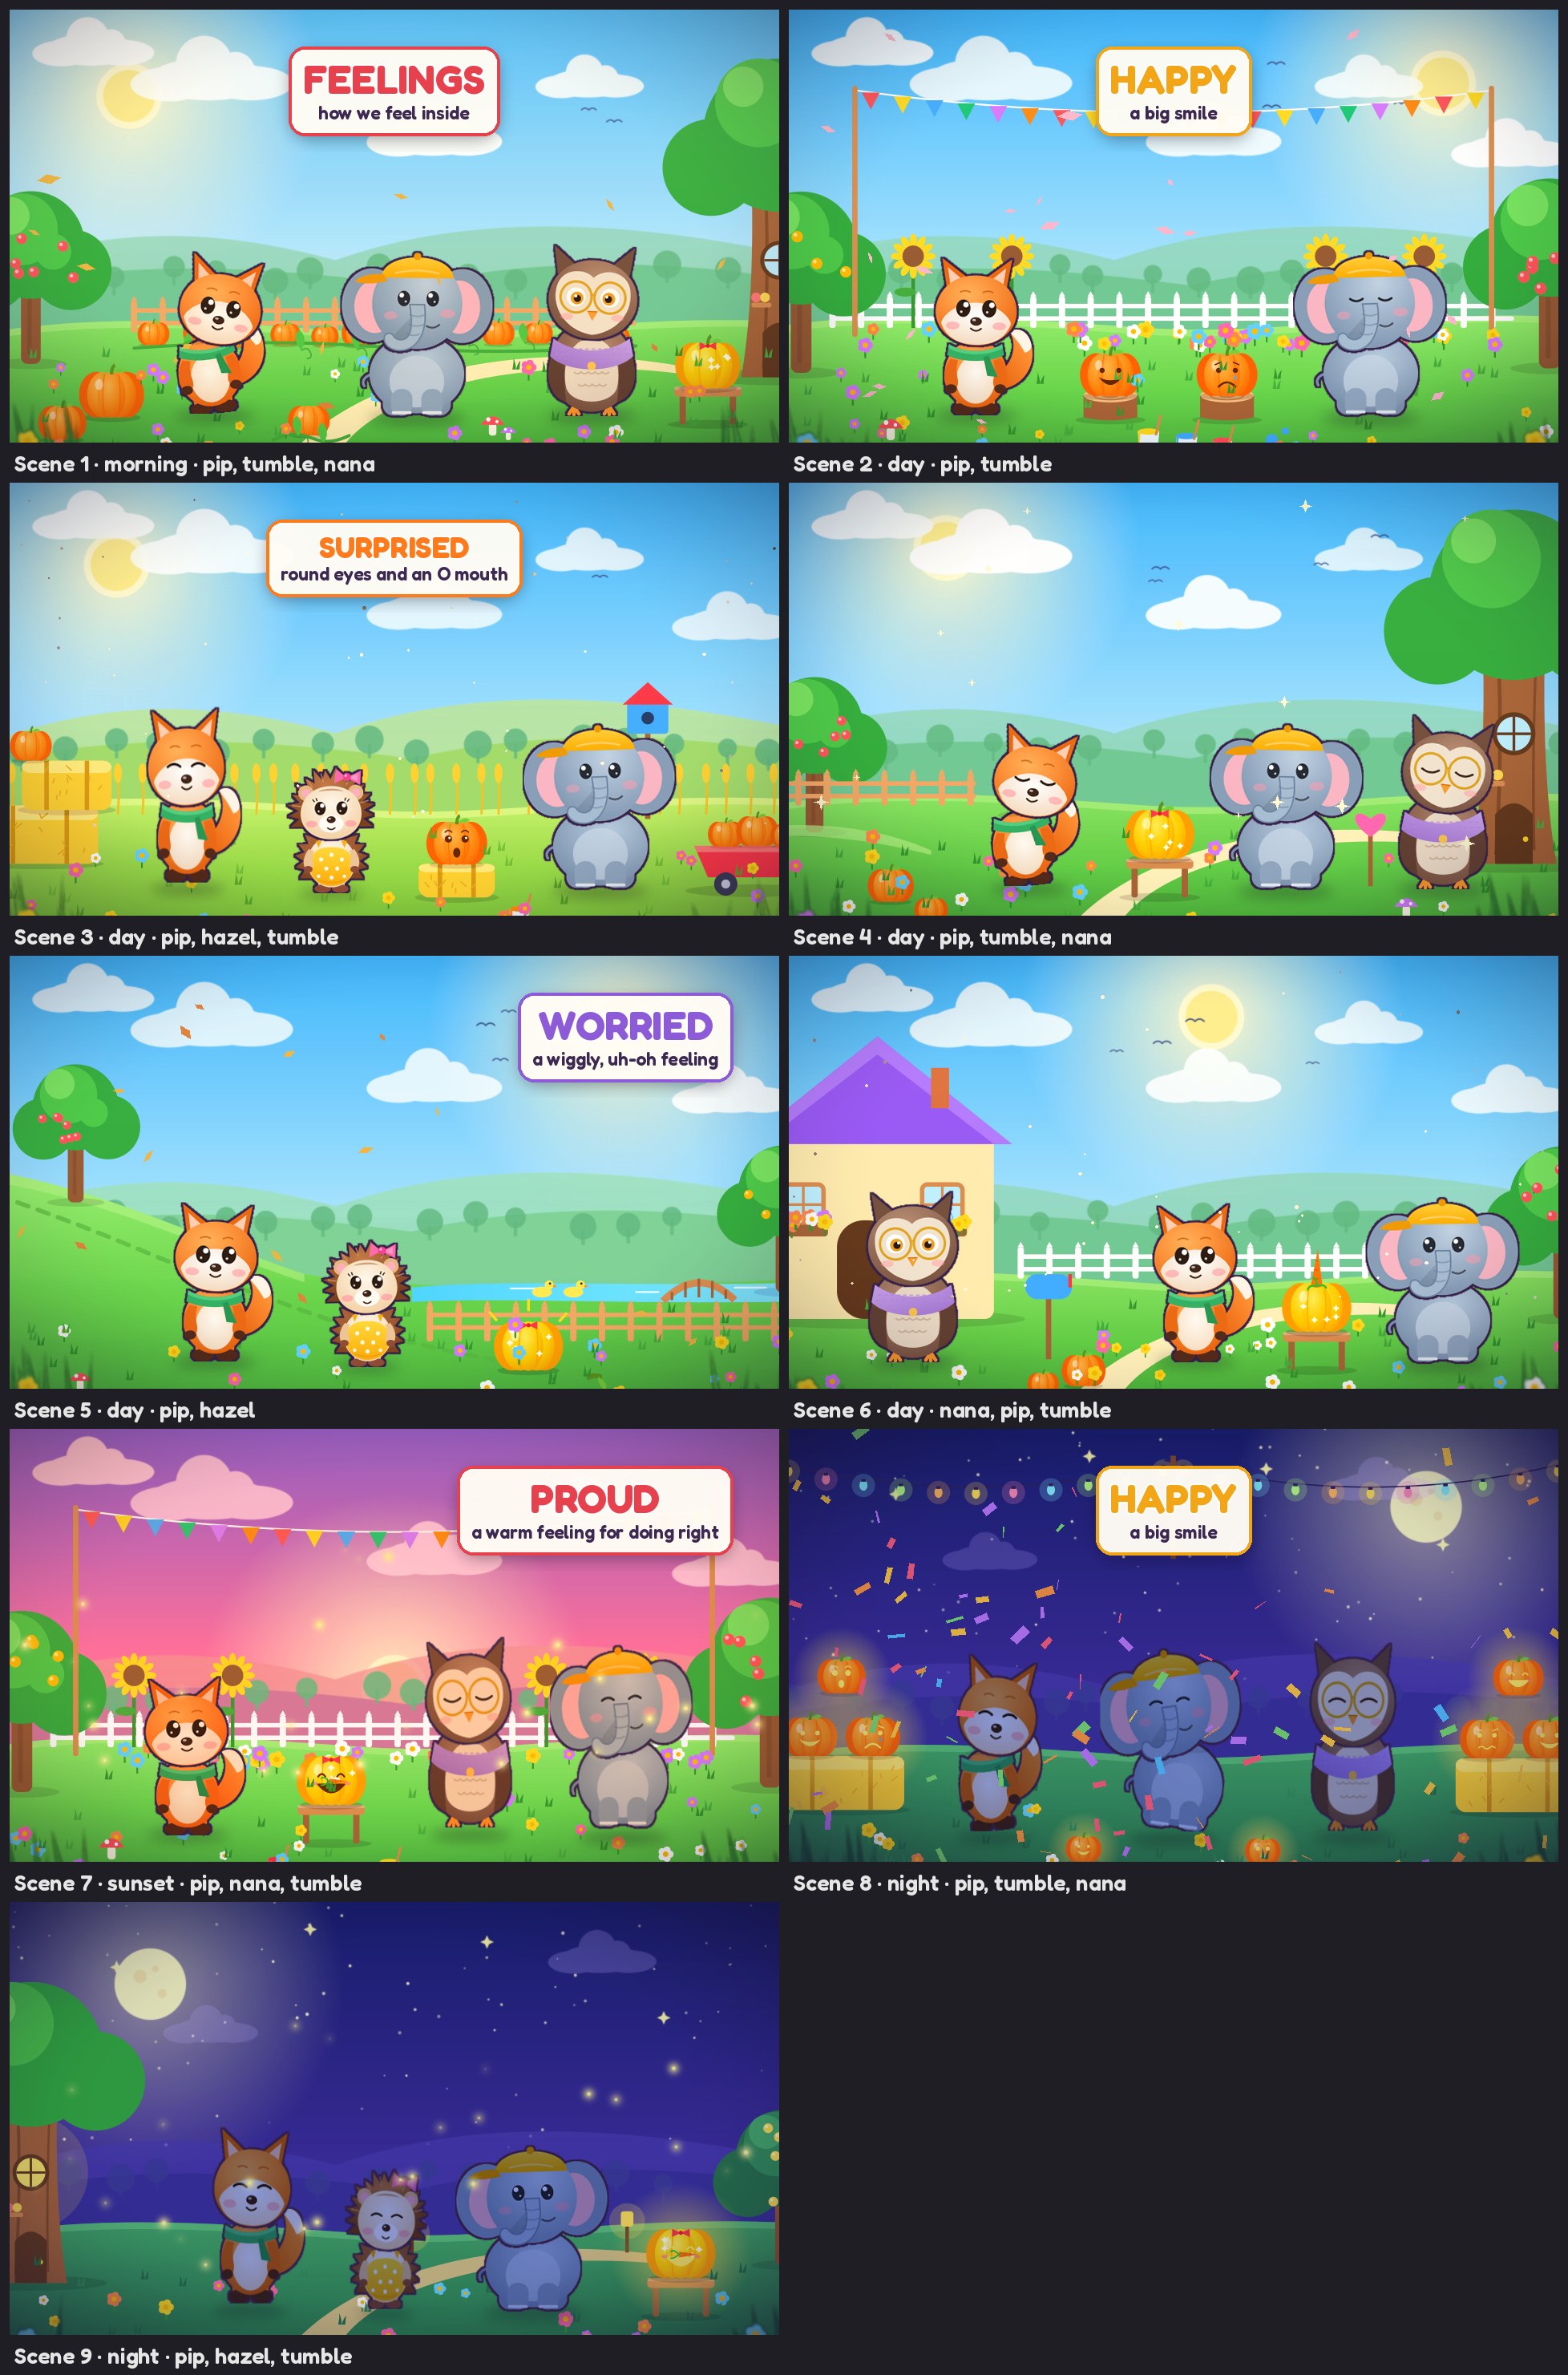 FEELINGS
how we feel inside
HAPPY
a big smile
Scene 1 · morning · pip, tumble, nana
Scene 2 · day · pip, tumble
SURPRISED
round eyes and an O mouth
Scene 3 · day · pip, hazel, tumble
Scene 4 · day · pip, tumble, nana
WORRIED
a wiggly, uh-oh feeling
Scene 5 · day · pip, hazel
Scene 6 · day · nana, pip, tumble
PROUD
a warm feeling for doing right
HAPPY
a big smile
Scene 7 · sunset · pip, nana, tumble
Scene 8 · night · pip, tumble, nana
Scene 9 · night · pip, hazel, tumble